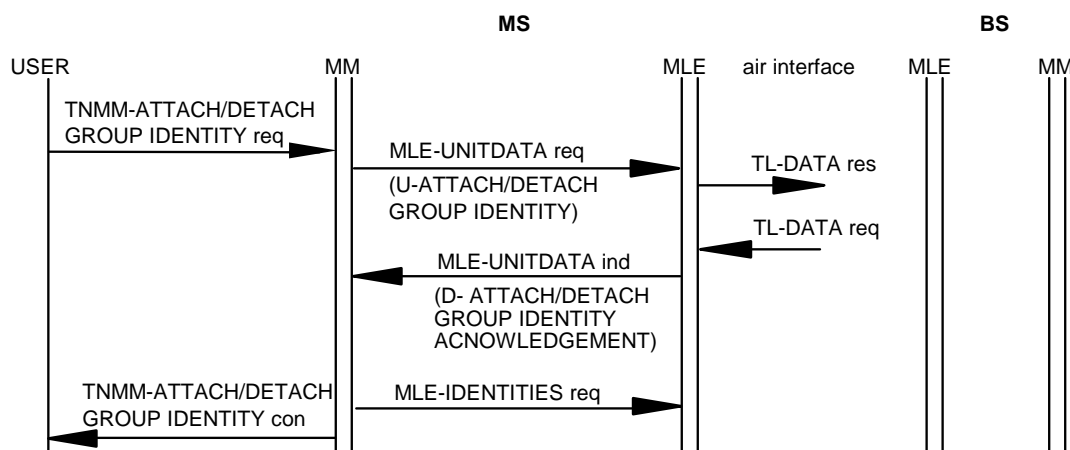 MS
BS
USER
MM
MLE
air interface
MLE
MM
TNMM-ATTACH/DETACH
GROUP IDENTITY req
MLE-UNITDATA req
(U-ATTACH/DETACH
GROUP IDENTITY)
TL-DATA res
TL-DATA req
MLE-UNITDATA ind
(D- ATTACH/DETACH
GROUP IDENTITY
ACNOWLEDGEMENT)
TNMM-ATTACH/DETACH
GROUP IDENTITY con
MLE-IDENTITIES req